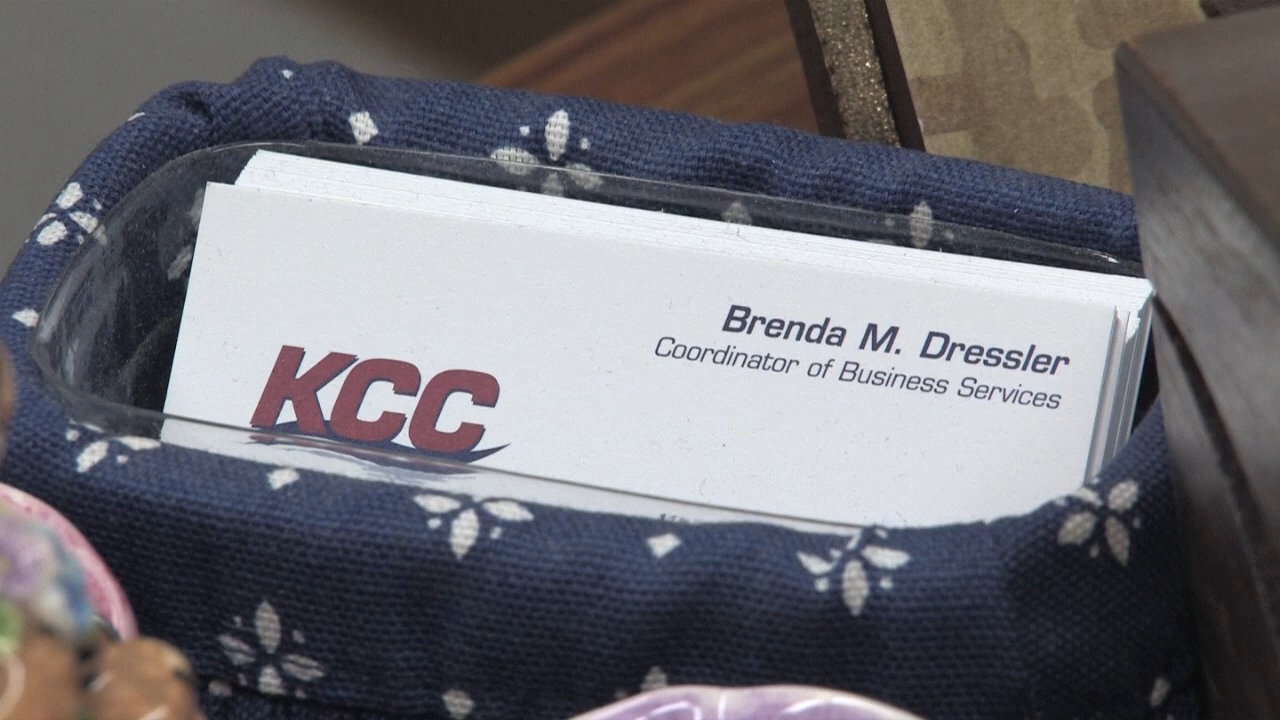 KCC
Brenda M. Dressler
Coordinator of Business Services